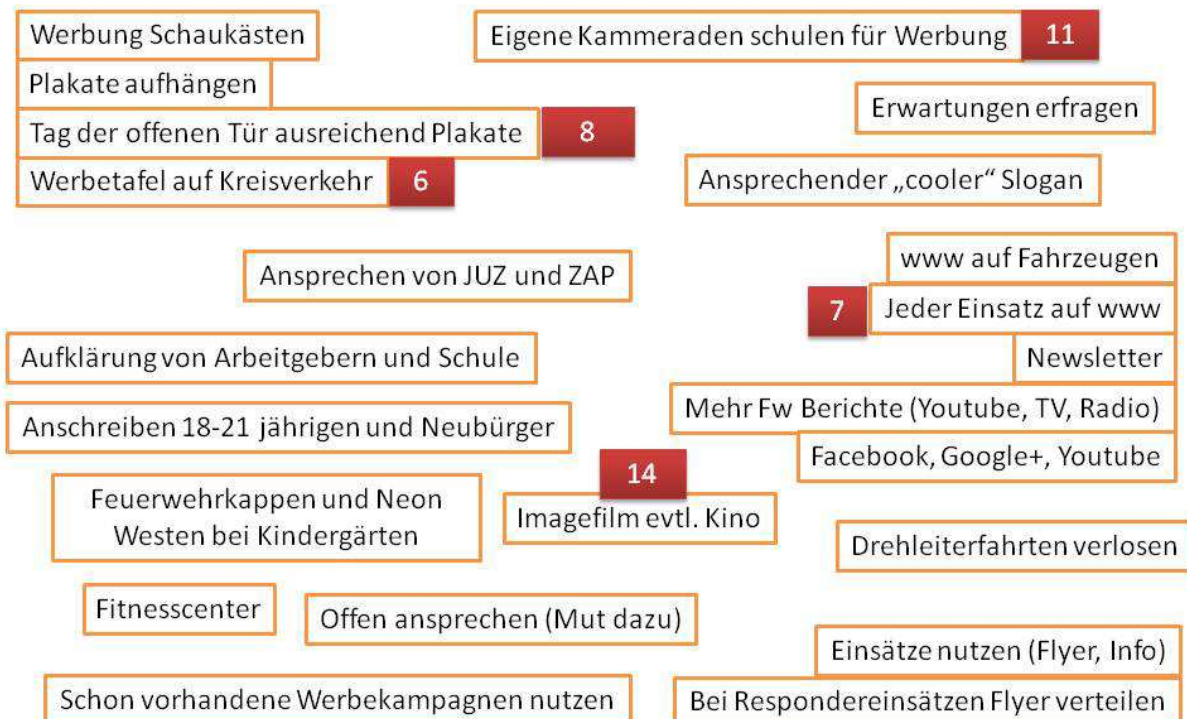 Werbung Schaukästen
Plakate aufhängen
Tag der offenen Tür ausreichend Plakate 8
Werbetafel auf Kreisverkehr 6
Eigene Kammeraden schulen für Werbung 11
Erwartungen erfragen
Ansprechender „cooler“ Slogan
Ansprechen von JUZ und ZAP
www auf Fahrzeugen
7 Jeder Einsatz auf www
Newsletter
Mehr Fw Berichte (Youtube, TV, Radio)
Facebook, Google+, Youtube
Aufklärung von Arbeitgebern und Schule
Anschreiben 18-21 jährigen und Neubürger
14
Imagefilm evtl. Kino
Feuerwehrkappen und Neon
Westen bei Kindergärten
Drehleiterfahrten verlosen
Fitnesscenter
Offen ansprechen (Mut dazu)
Einsätze nutzen (Flyer, Info)
Bei Respondereinsätzen Flyer verteilen
Schon vorhandene Werbekampagnen nutzen